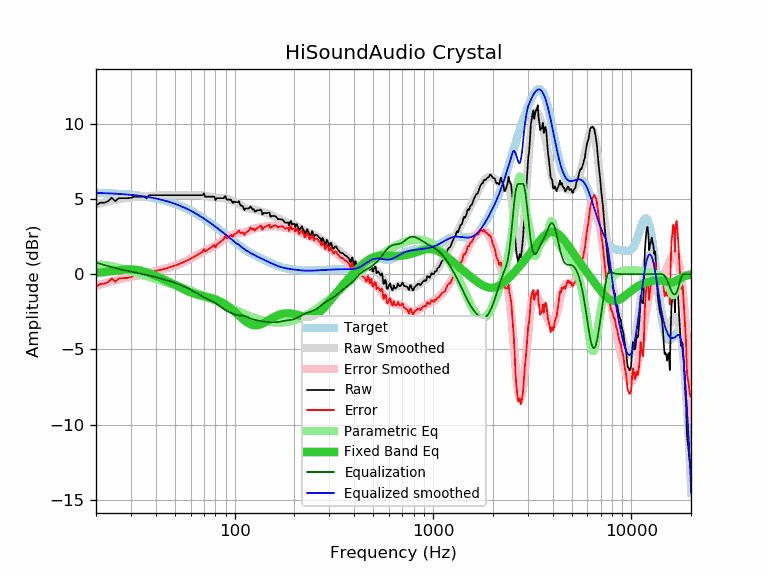 HiSoundAudio Crystal
Amplitude (dBr)
10
5
0
−5
−10
−15
Target
Raw Smoothed
Error Smoothed
Raw
Error
Parametric Eq
Fixed Band Eq
Equalization
Equalized smoothed
100
1000
10000
Frequency (Hz)